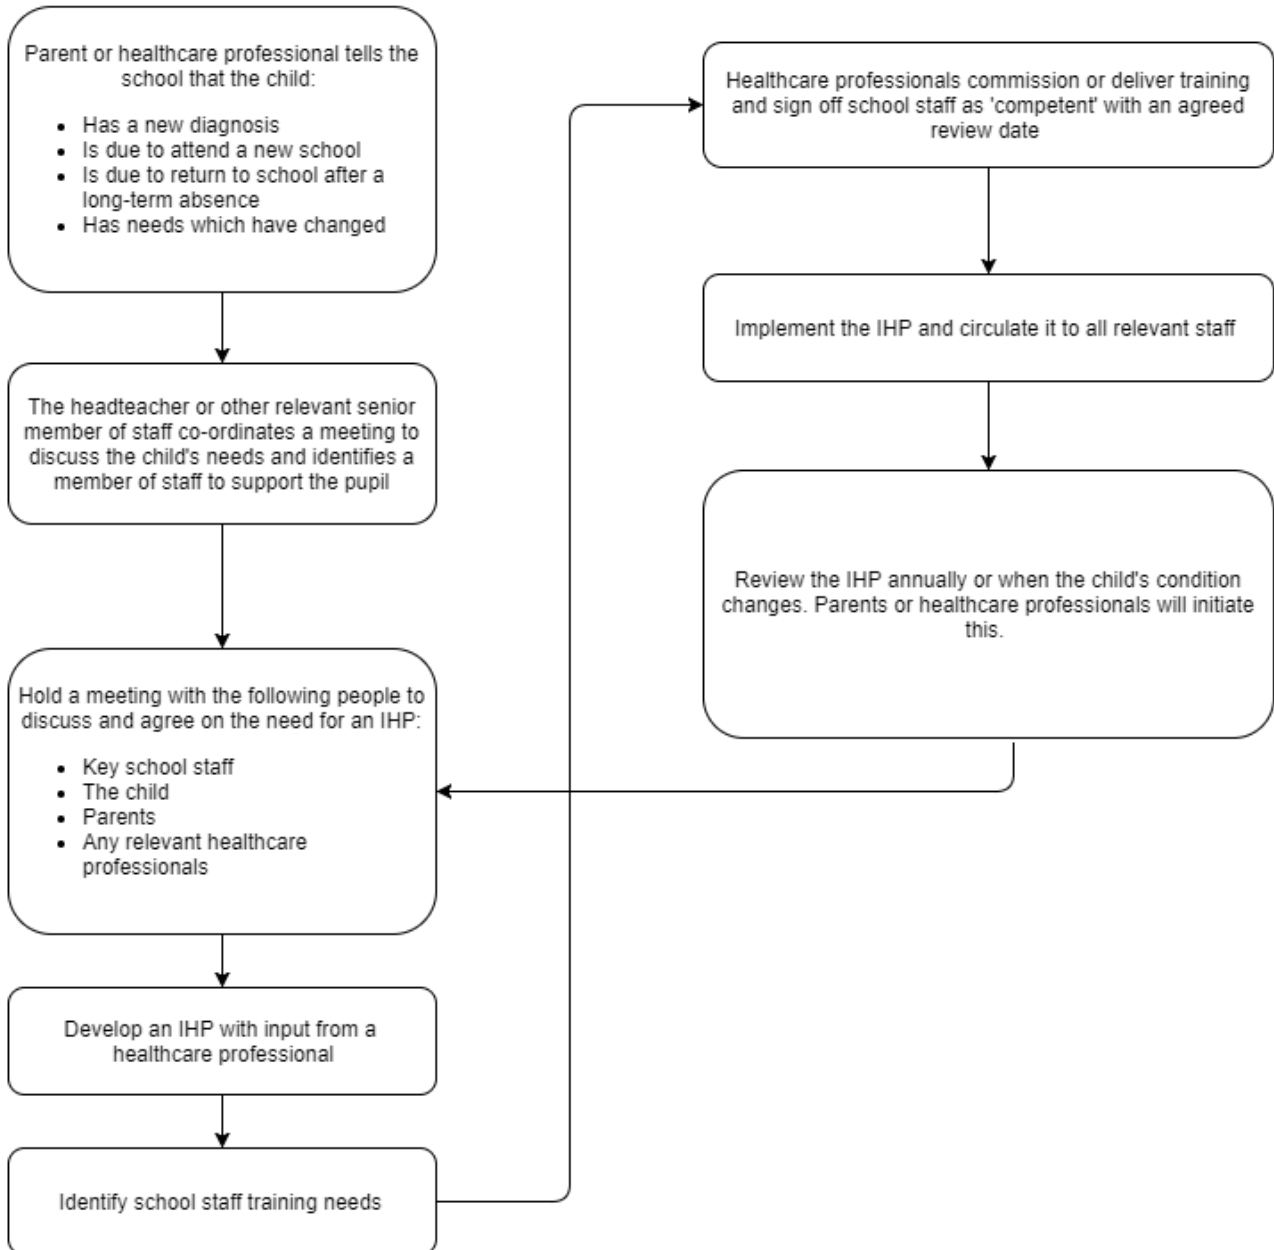 Parent or healthcare professional tells the
school that the child:
• Has a new diagnosis
• Is due to attend a new school
• Is due to return to school after a
long-term absence
• Has needs which have changed
The headteacher or other relevant senior
member of staff co-ordinates a meeting to
discuss the child's needs and identifies a
member of staff to support the pupil
Hold a meeting with the following people to
discuss and agree on the need for an IHP:
• Key school staff
• The child
• Parents
• Any relevant healthcare
professionals
Develop an IHP with input from a
healthcare professional
Identify school staff training needs
Healthcare professionals commission or deliver training
and sign off school staff as 'competent' with an agreed
review date
Implement the IHP and circulate it to all relevant staff
Review the IHP annually or when the child's condition
changes. Parents or healthcare professionals will initiate
this.